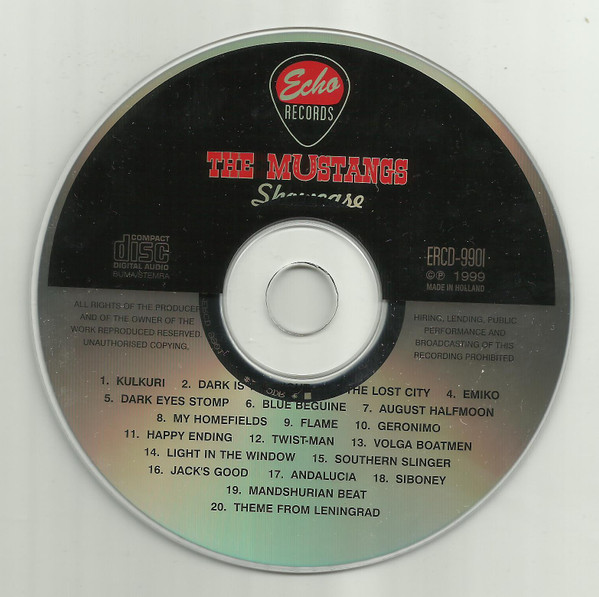 Echo
RECORDS
THE MUSTANGS
Showcase
COMPACT
disc
DIGITAL AUDIO
BUMA/STEMRA
ERCD-9901
©℗ 1999
MADE IN HOLLAND
ALL RIGHTS OF THE PRODUCER
AND OF THE OWNER OF THE
WORK REPRODUCED RESERVED.
UNAUTHORISED COPYING,
HIRING, LENDING, PUBLIC
PERFORMANCE AND
BROADCASTING OF THIS
RECORDING PROHIBITED
1. KULKURI 2. DARK IS THE LOST CITY 4. EMIKO
5. DARK EYES STOMP 6. BLUE BEGUINE 7. AUGUST HALFMOON
8. MY HOMEFIELDS 9. FLAME 10. GERONIMO
11. HAPPY ENDING 12. TWIST-MAN 13. VOLGA BOATMEN
14. LIGHT IN THE WINDOW 15. SOUTHERN SLINGER
16. JACK'S GOOD 17. ANDALUCIA 18. SIBONEY
19. MANDSHURIAN BEAT
20. THEME FROM LENINGRAD